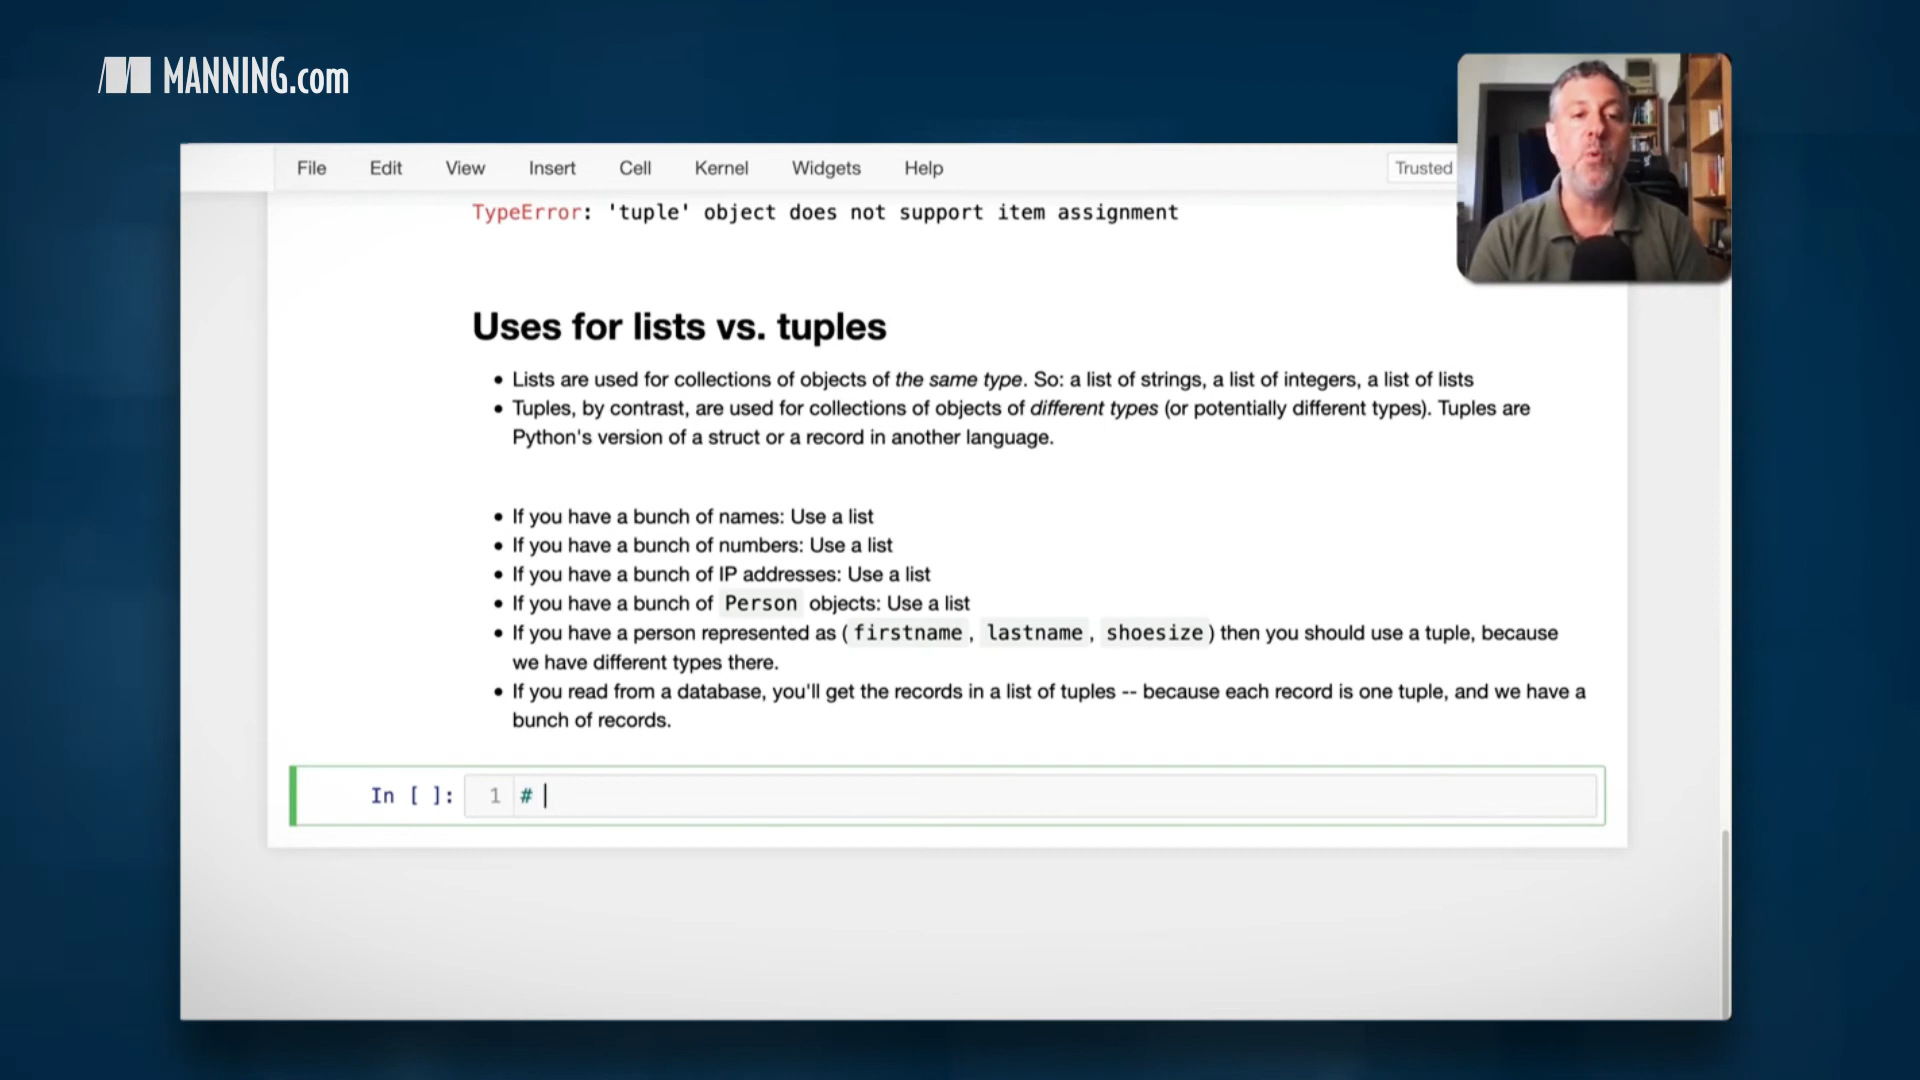 MANNING.com
File Edit View Insert Cell Kernel Widgets Help Trusted
TypeError: 'tuple' object does not support item assignment
Uses for lists vs. tuples
• Lists are used for collections of objects of the same type. So: a list of strings, a list of integers, a list of lists
• Tuples, by contrast, are used for collections of objects of different types (or potentially different types). Tuples are
Python's version of a struct or a record in another language.
• If you have a bunch of names: Use a list
• If you have a bunch of numbers: Use a list
• If you have a bunch of IP addresses: Use a list
• If you have a bunch of Person objects: Use a list
• If you have a person represented as (firstname, lastname, shoesize) then you should use a tuple, because
we have different types there.
• If you read from a database, you'll get the records in a list of tuples -- because each record is one tuple, and we have a
bunch of records.
In [ ]: 1 #